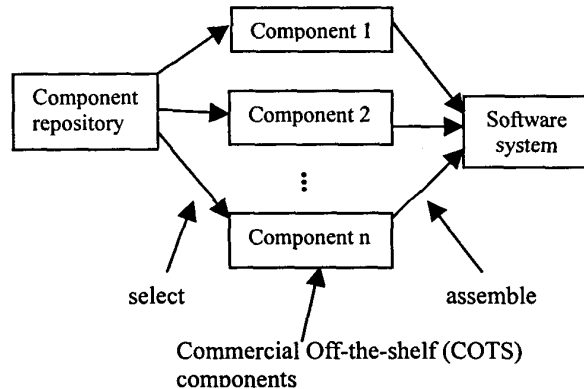 Component 1
Component
repository
Component 2
Software
system
Component n
select
assemble
Commercial Off-the-shelf (COTS)
components